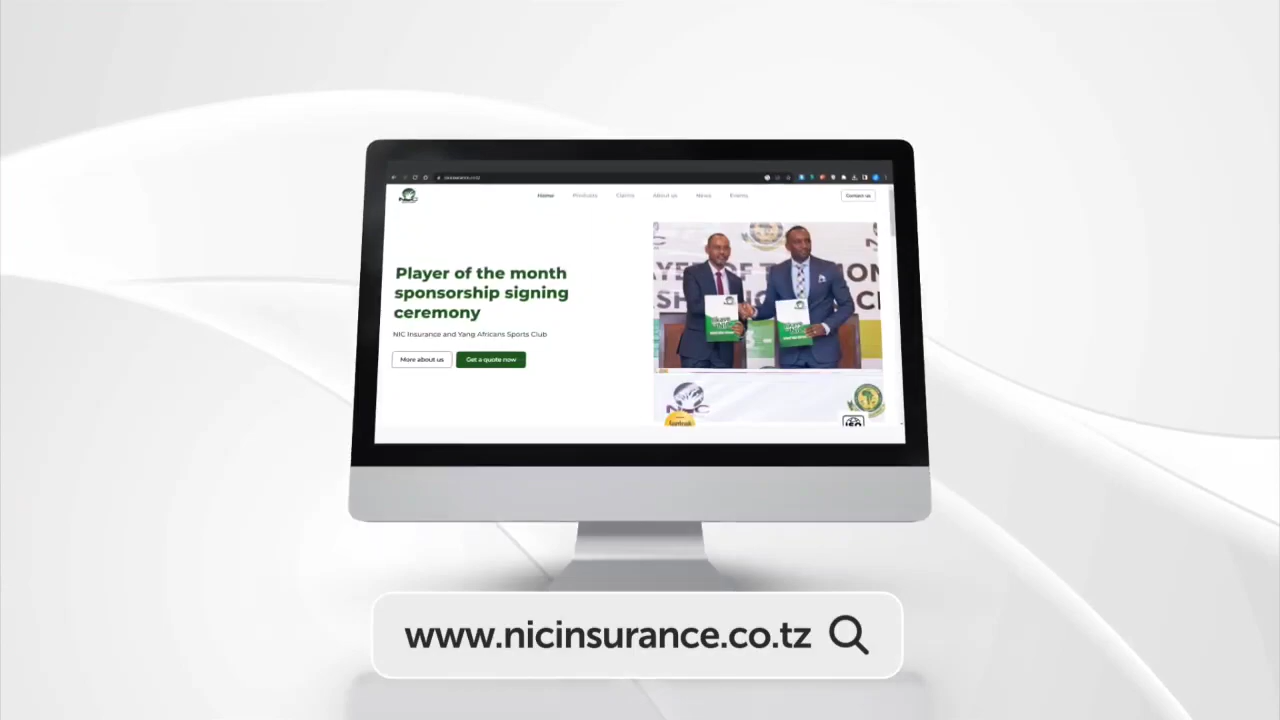 Home Products Claims About us News Events Contact us
Player of the month
sponsorship signing
ceremony
NIC Insurance and Yang Africans Sports Club
More about us Get a quote now
www.nicinsurance.co.tz